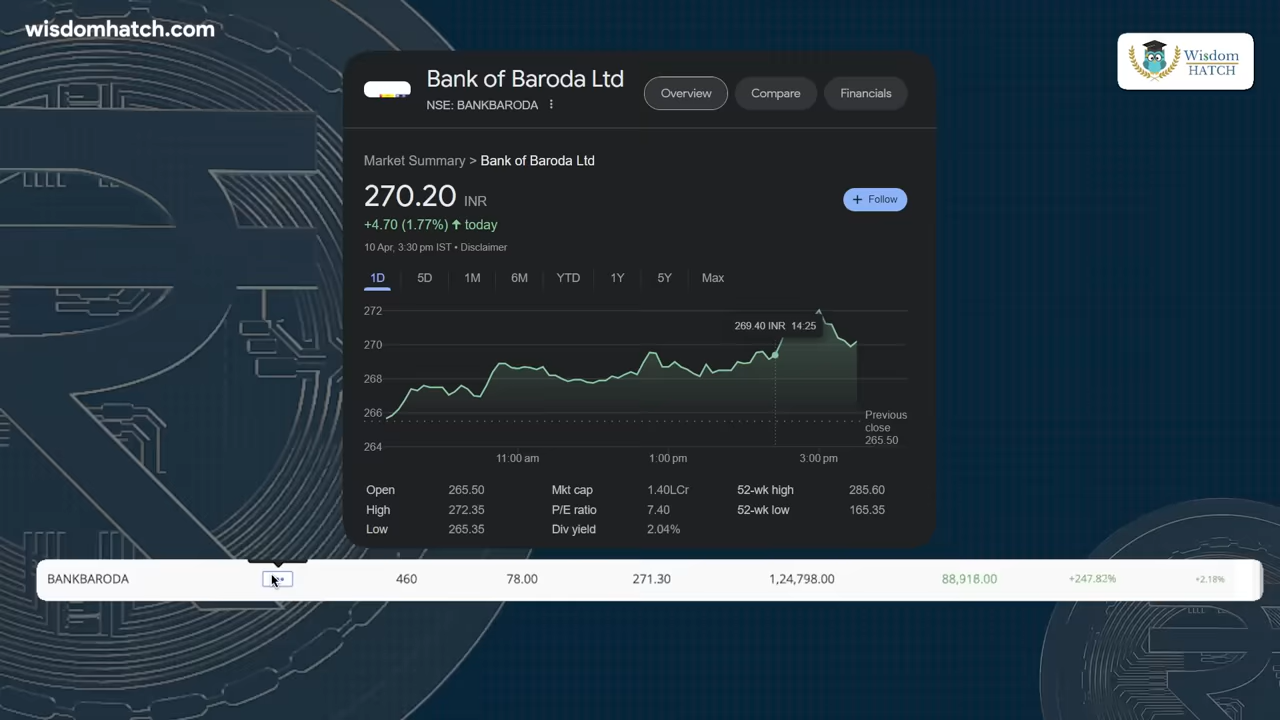 wisdomhatch.com
Wisdom
HATCH
Bank of Baroda Ltd
NSE: BANKBARODA
Overview
Compare
Financials
Market Summary > Bank of Baroda Ltd
270.20 INR
+ Follow
+4.70 (1.77%) ↑ today
10 Apr, 3:30 pm IST • Disclaimer
1D 5D 1M 6M YTD 1Y 5Y Max
272
269.40 INR 14:25
270
268
266
Previous
close
265.50
264
11:00 am 1:00 pm 3:00 pm
Open 265.50 Mkt cap 1.40LCr 52-wk high 285.60
High 272.35 P/E ratio 7.40 52-wk low 165.35
Low 265.35 Div yield 2.04%
BANKBARODA 460 78.00 271.30 1,24,798.00 88,918.00 +247.82% +2.18%